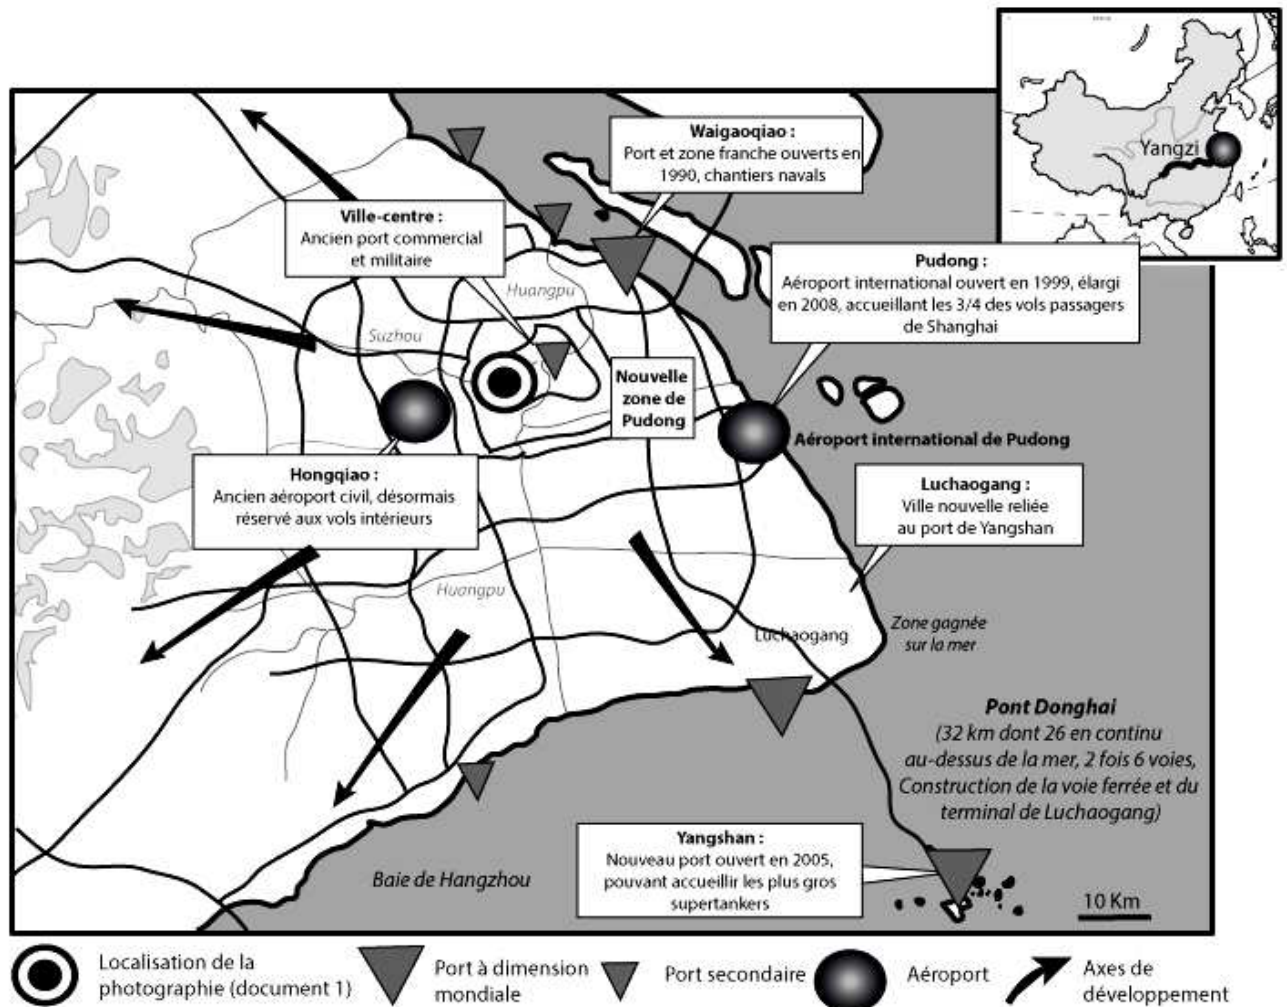 Yangzi
Waigaoqiao :
Port et zone franche ouverts en
1990, chantiers navals
Ville-centre :
Ancien port commercial
et militaire
Pudong :
Aéroport international ouvert en 1999, élargi
en 2008, accueillant les 3/4 des vols passagers
de Shanghai
Huangpu
Suzhou
Nouvelle
zone de
Pudong
Aéroport international de Pudong
Hongqiao :
Ancien aéroport civil, désormais
réservé aux vols intérieurs
Luchaogang :
Ville nouvelle reliée
au port de Yangshan
Huangpu
Luchaogang
Zone gagnée
sur la mer
Pont Donghai
(32 km dont 26 en continu
au-dessus de la mer, 2 fois 6 voies,
Construction de la voie ferrée et du
terminal de Luchaogang)
Yangshan :
Nouveau port ouvert en 2005,
pouvant accueillir les plus gros
supertankers
Baie de Hangzhou
10 Km
Localisation de la
photographie (document 1)
Port à dimension
mondiale
Port secondaire
Aéroport
Axes de
développement